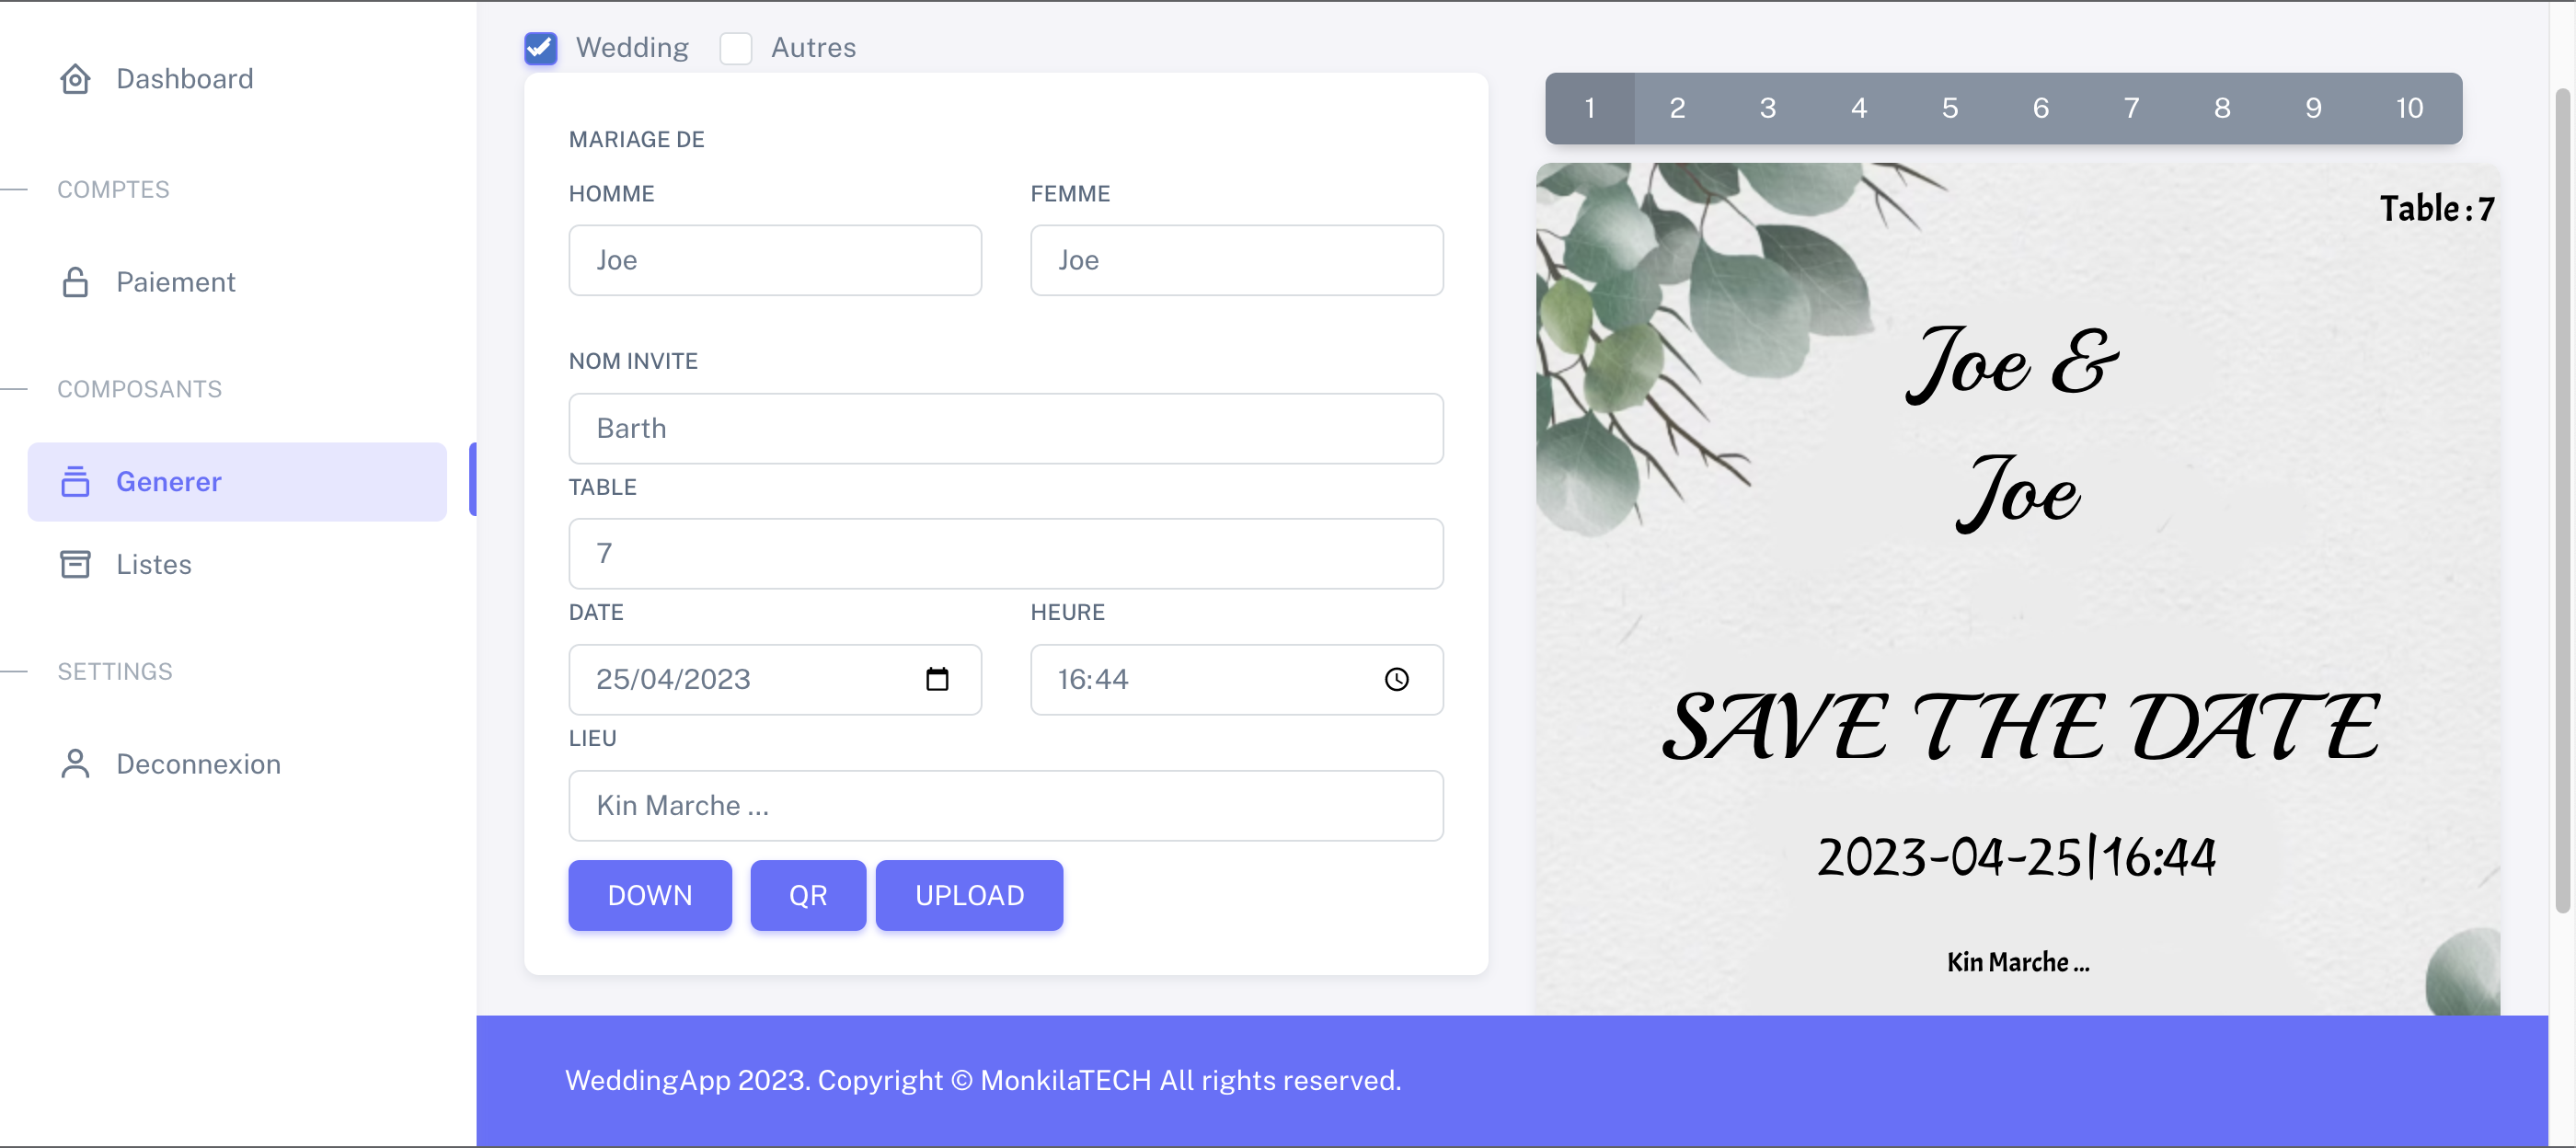 Dashboard
COMPTES
Paiement
COMPOSANTS
Generer
Listes
SETTINGS
Deconnexion
Wedding Autres
MARIAGE DE
HOMME FEMME
Joe Joe
NOM INVITE
Barth
TABLE
7
DATE HEURE
25/04/2023 16:44
LIEU
Kin Marche ...
DOWN QR UPLOAD
1 2 3 4 5 6 7 8 9 10
Table : 7
Joe &
Joe
SAVE THE DATE
2023-04-25|16:44
Kin Marche ...
WeddingApp 2023. Copyright © MonkilaTECH All rights reserved.